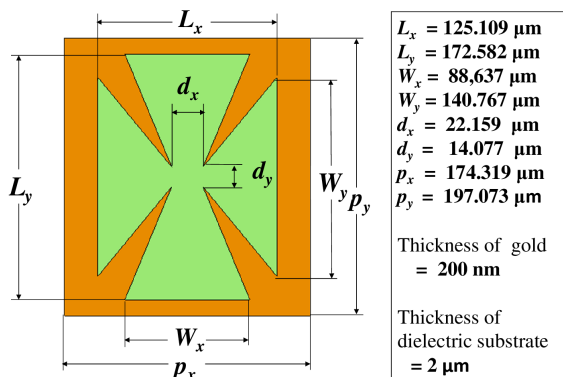 Lx
dx
Ly
dy
Wy
py
Wx
px
Lx = 125.109 μm
Ly = 172.582 μm
Wx = 88,637 μm
Wy = 140.767 μm
dx = 22.159 μm
dy = 14.077 μm
px = 174.319 μm
py = 197.073 μm
Thickness of gold
= 200 nm
Thickness of
dielectric substrate
= 2 μm